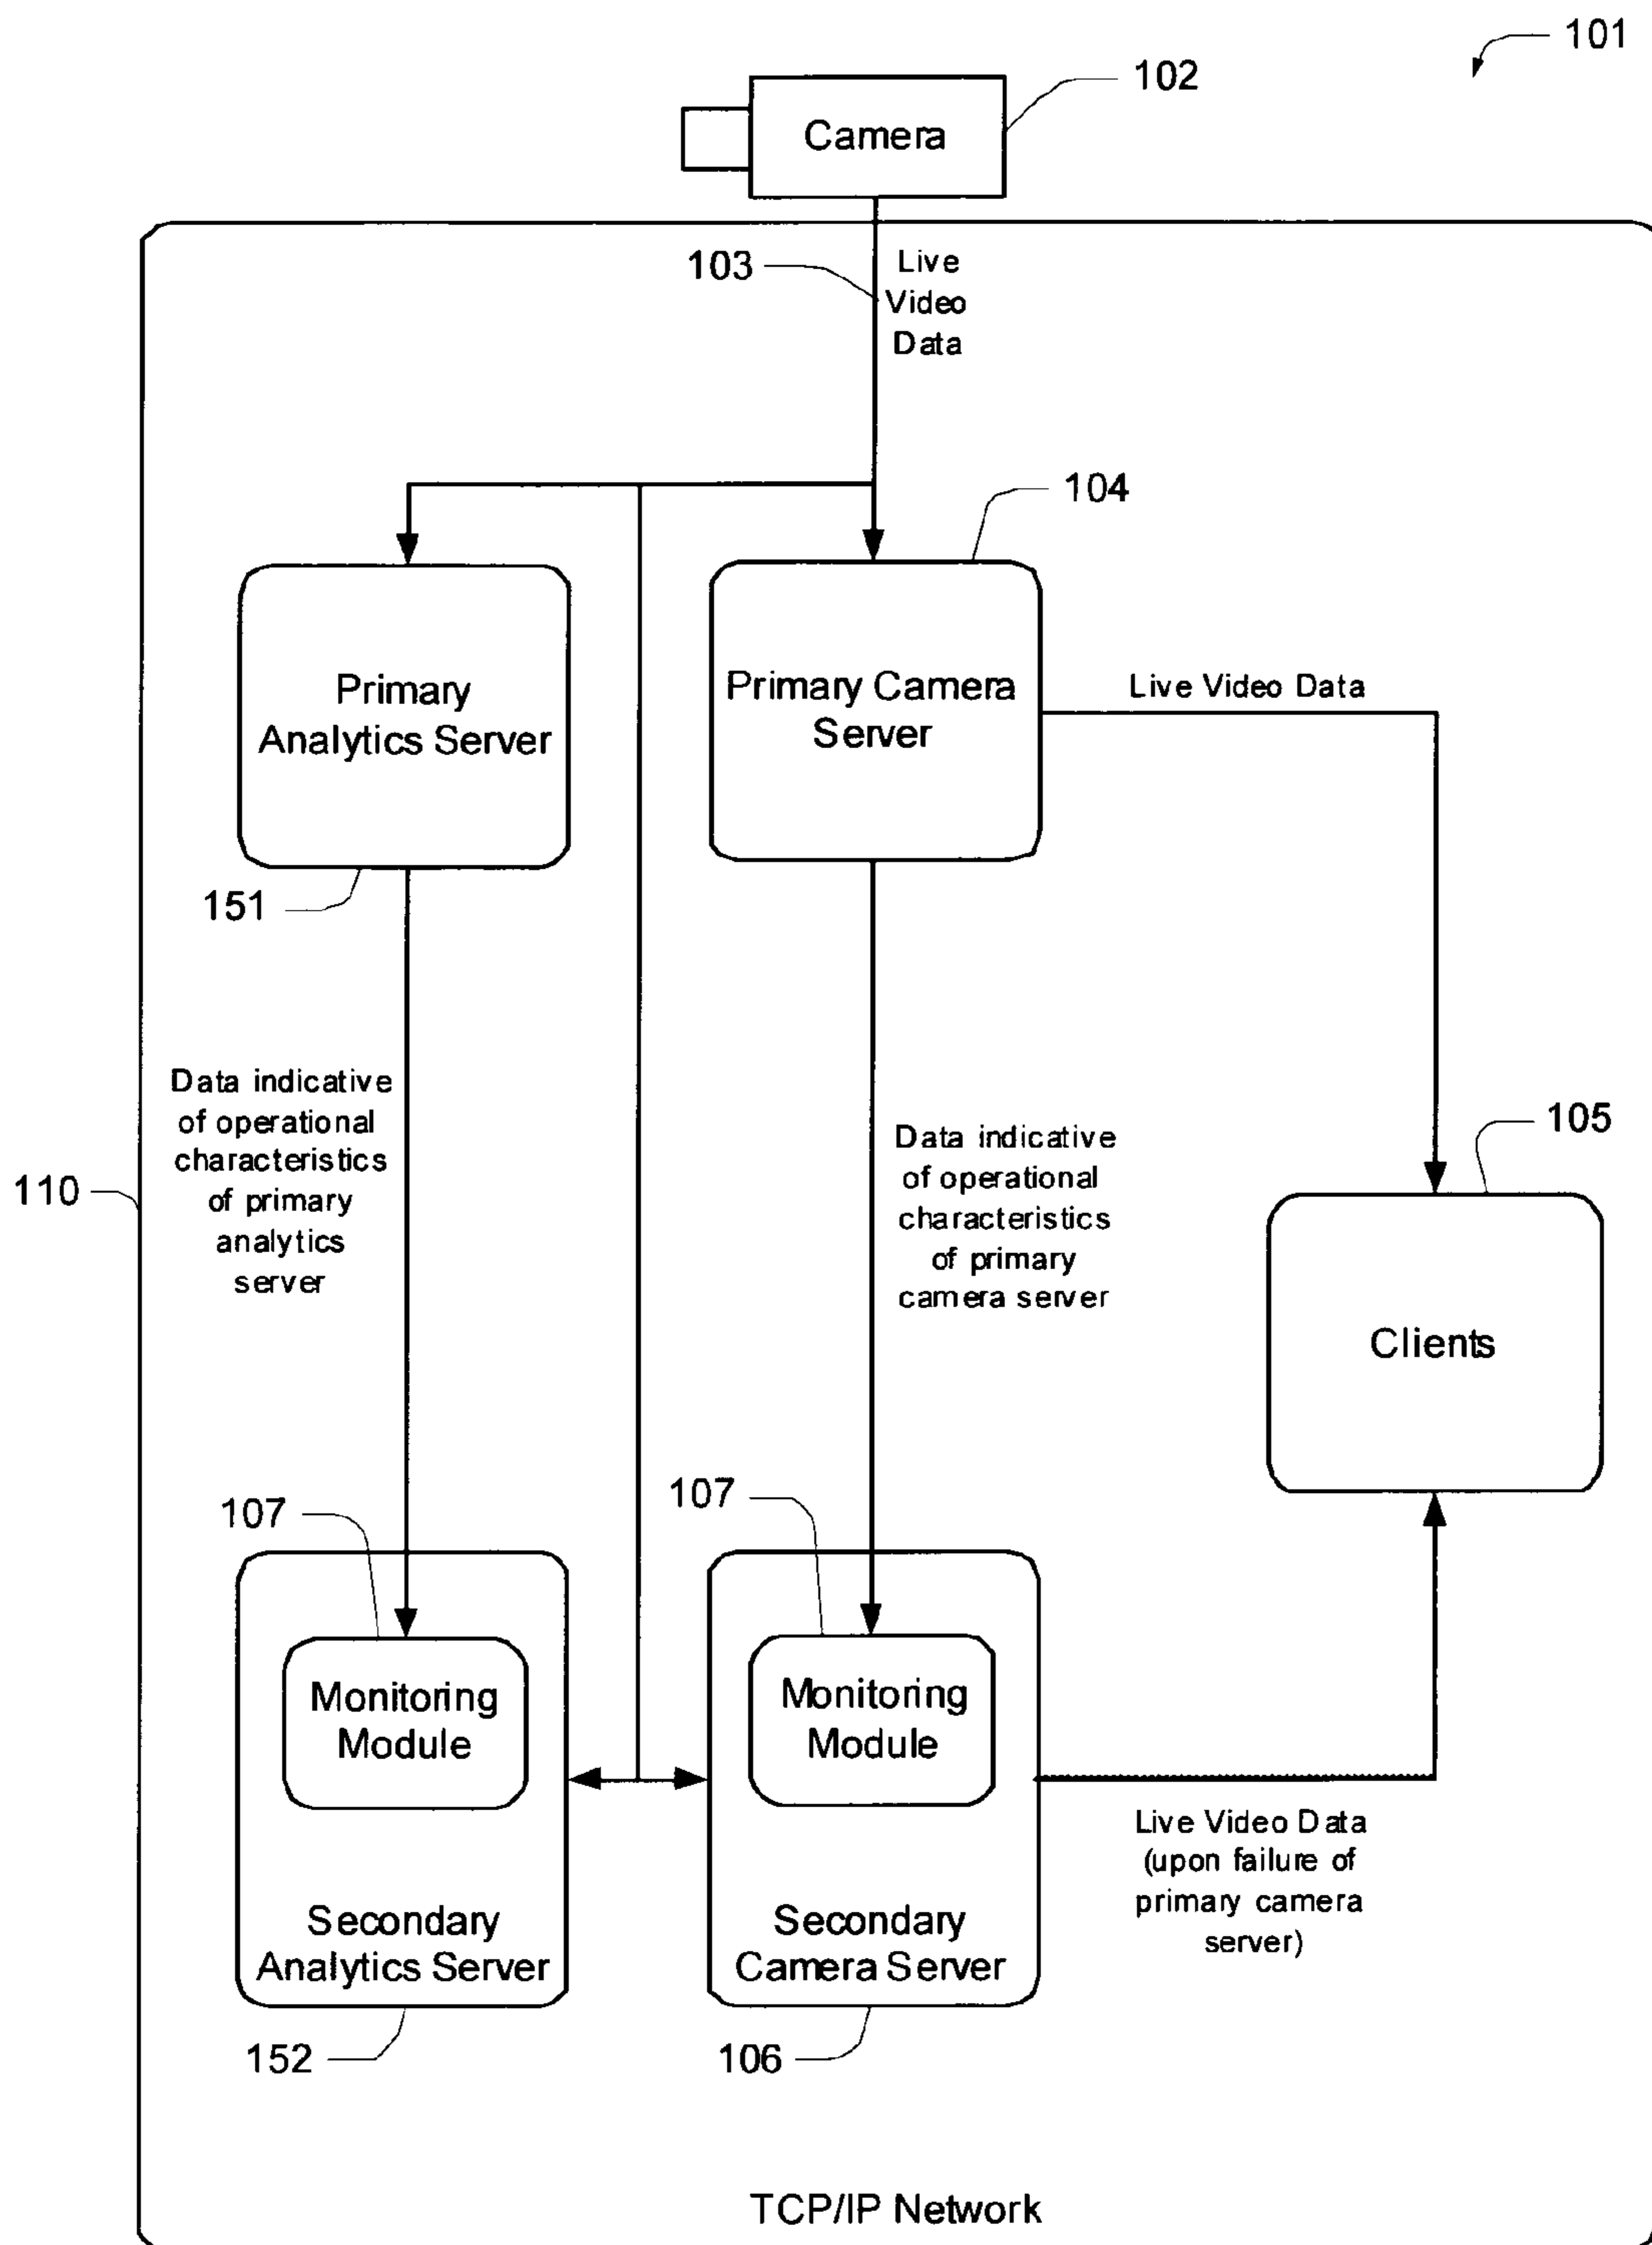 101
102
Camera
103
Live
Video
Data
104
Primary
Analytics Server
Primary Camera
Server
Live Video Data
151
Data indicative
of operational
characteristics
of primary
analytics
server
Data indicative
of operational
characteristics
of primary
camera server
105
110
Clients
107
107
Monitoring
Module
Monitoring
Module
Secondary
Analytics Server
Secondary
Camera Server
Live Video Data
(upon failure of
primary camera
server)
152
106
TCP/IP Network